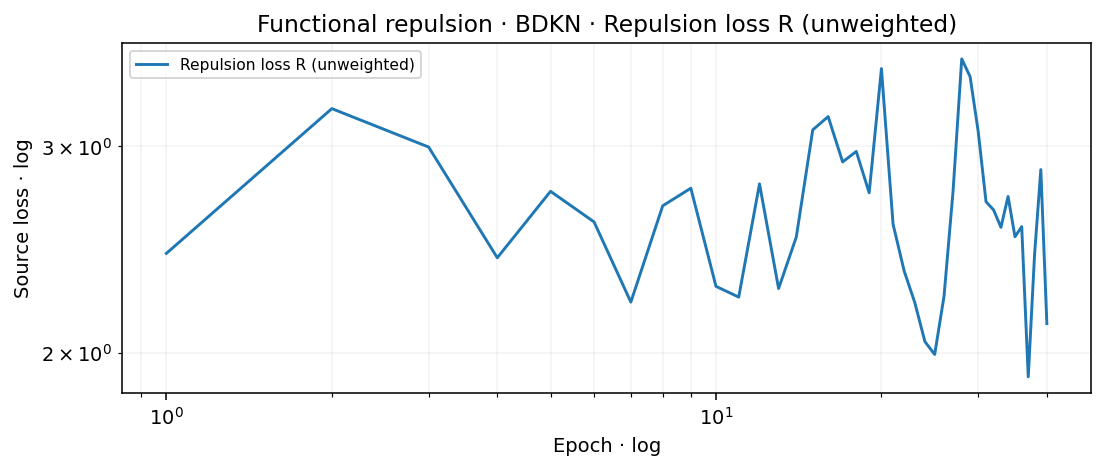 Functional repulsion · BDKN · Repulsion loss R (unweighted)
Repulsion loss R (unweighted)
Source loss · log
3 × 10⁰
2 × 10⁰
10⁰
10¹
Epoch · log